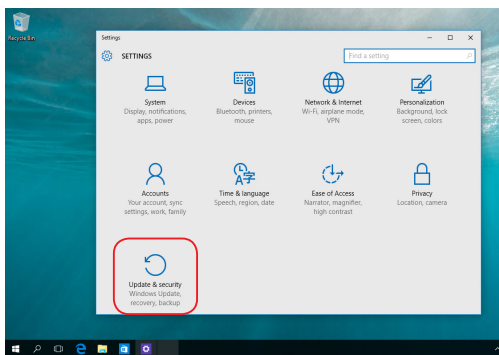 Recycle Bin
Settings
SETTINGS
Find a setting
System
Display, notifications,
apps, power
Devices
Bluetooth, printers,
mouse
Network & Internet
Wi-Fi, airplane mode,
VPN
Personalization
Background, lock
screen, colors
Accounts
Your account, sync
settings, work, family
Time & language
Speech, region, date
Ease of Access
Narrator, magnifier,
high contrast
Privacy
Location, camera
Update & security
Windows Update,
recovery, backup